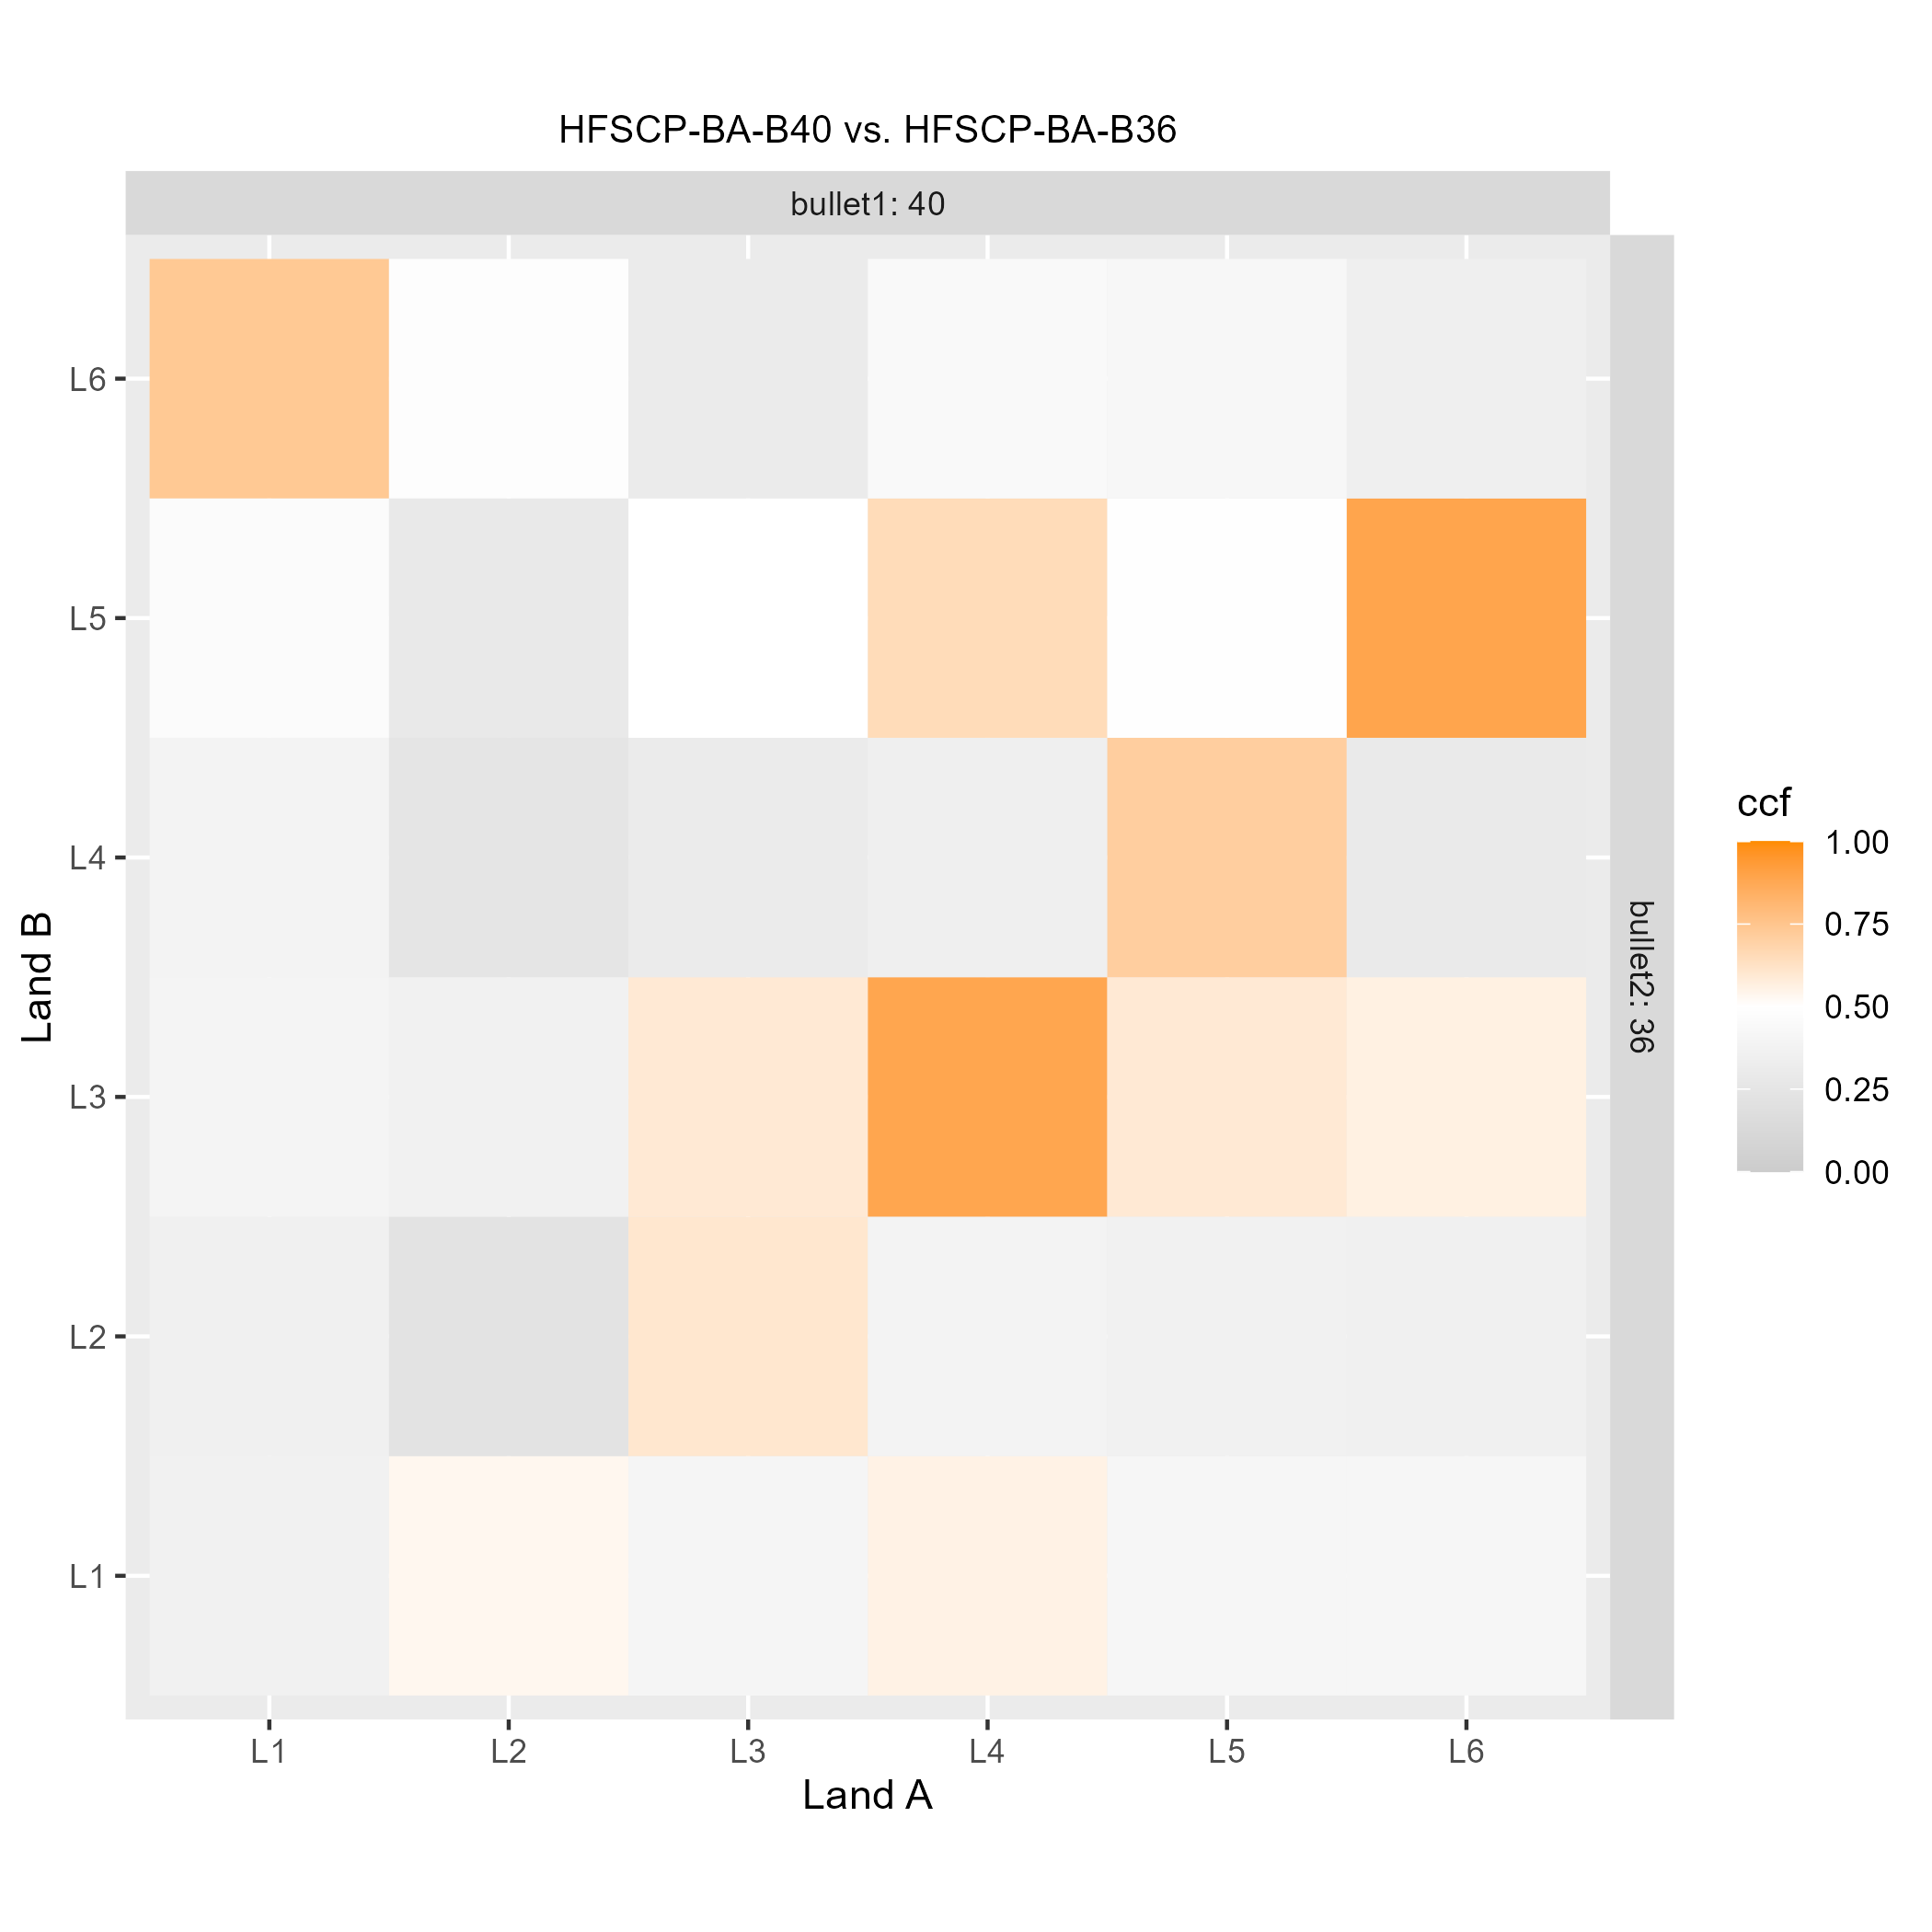 HFSCP-BA-B40 vs. HFSCP-BA-B36
bullet1: 40
L6
L5
L4
L3
L2
L1
Land B
bullet2: 36
L1 L2 L3 L4 L5 L6
Land A
ccf
1.00
0.75
0.50
0.25
0.00